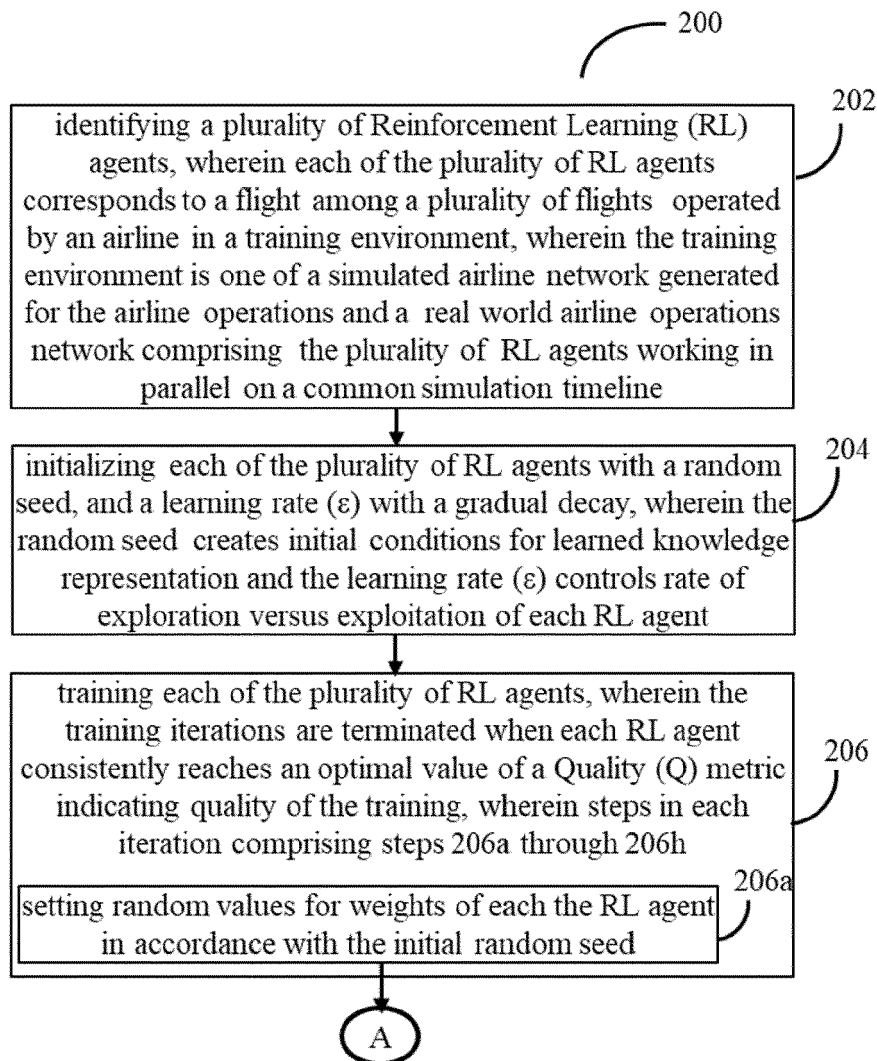 200
202
identifying a plurality of Reinforcement Learning (RL)
agents, wherein each of the plurality of RL agents
corresponds to a flight among a plurality of flights operated
by an airline in a training environment, wherein the training
environment is one of a simulated airline network generated
for the airline operations and a real world airline operations
network comprising the plurality of RL agents working in
parallel on a common simulation timeline
204
initializing each of the plurality of RL agents with a random
seed, and a learning rate (ε) with a gradual decay, wherein the
random seed creates initial conditions for learned knowledge
representation and the learning rate (ε) controls rate of
exploration versus exploitation of each RL agent
206
training each of the plurality of RL agents, wherein the
training iterations are terminated when each RL agent
consistently reaches an optimal value of a Quality (Q) metric
indicating quality of the training, wherein steps in each
iteration comprising steps 206a through 206h
206a
setting random values for weights of each the RL agent
in accordance with the initial random seed
A